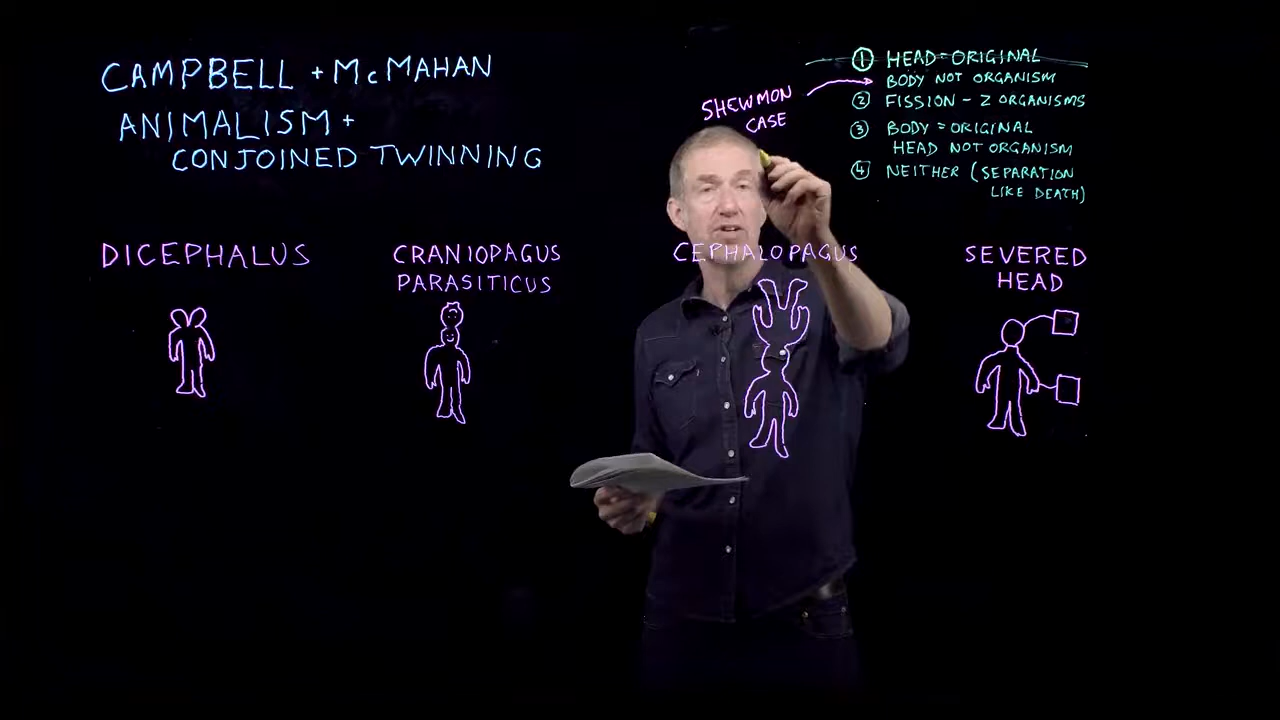 CAMPBELL + McMAHAN
ANIMALISM +
CONJOINED TWINNING
SHEWMON
CASE
① HEAD=ORIGINAL
BODY NOT ORGANISM
② FISSION - 2 ORGANISMS
③ BODY = ORIGINAL
HEAD NOT ORGANISM
④ NEITHER (SEPARATION
LIKE DEATH)
DICEPHALUS
CRANIOPAGUS
PARASITICUS
CEPHALOPAGUS
SEVERED
HEAD